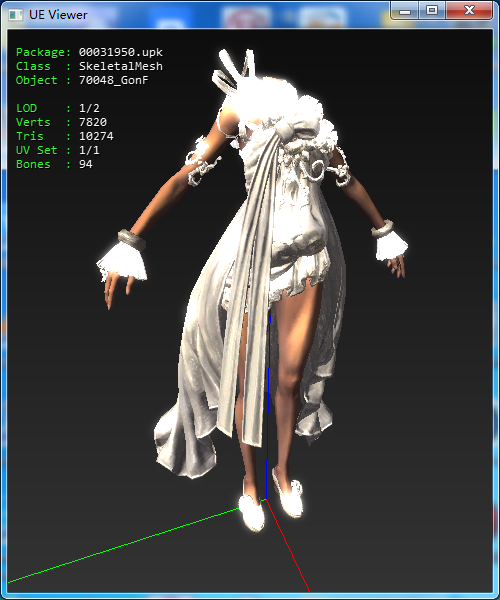 UE Viewer
Package: 00031950.upk
Class : SkeletalMesh
Object : 70048_GonF
LOD : 1/2
Verts : 7820
Tris : 10274
UV Set : 1/1
Bones : 94